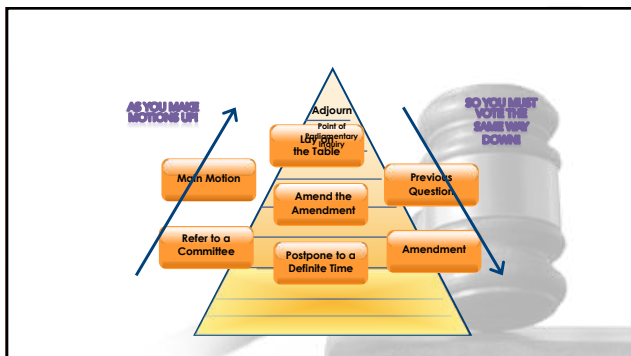 AS YOU MAKE
MOTIONS UP!
SO YOU MUST
VOTE THE
SAME WAY
DOWN!
Adjourn
Point of
Parliamentary
Inquiry
Lay on
the Table
Main Motion
Previous
Question
Amend the
Amendment
Refer to a
Committee
Postpone to a
Definite Time
Amendment